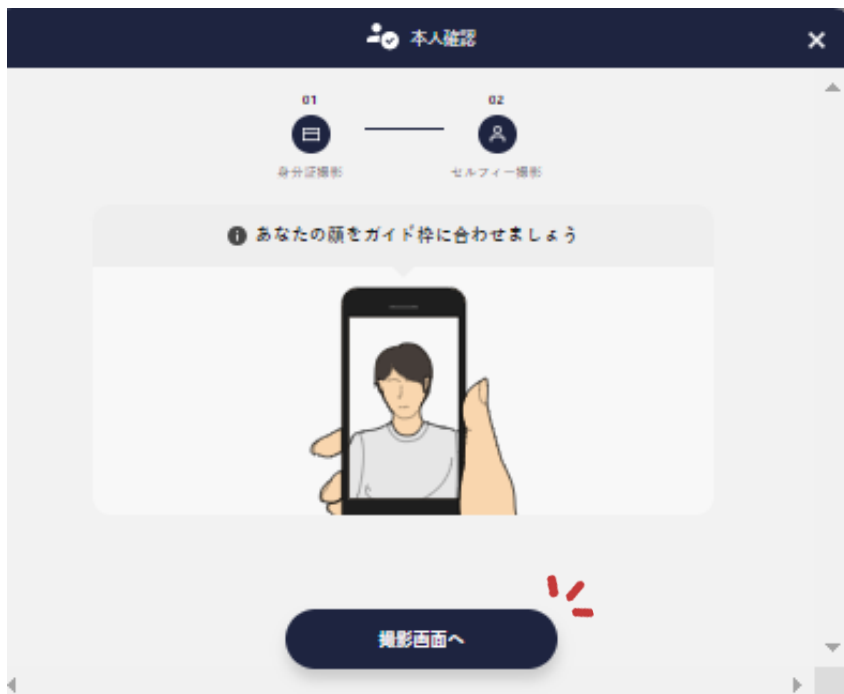 本人確認
01
02
身分証撮影
セルフィー撮影
あなたの顔をガイド枠に合わせましょう
撮影画面へ